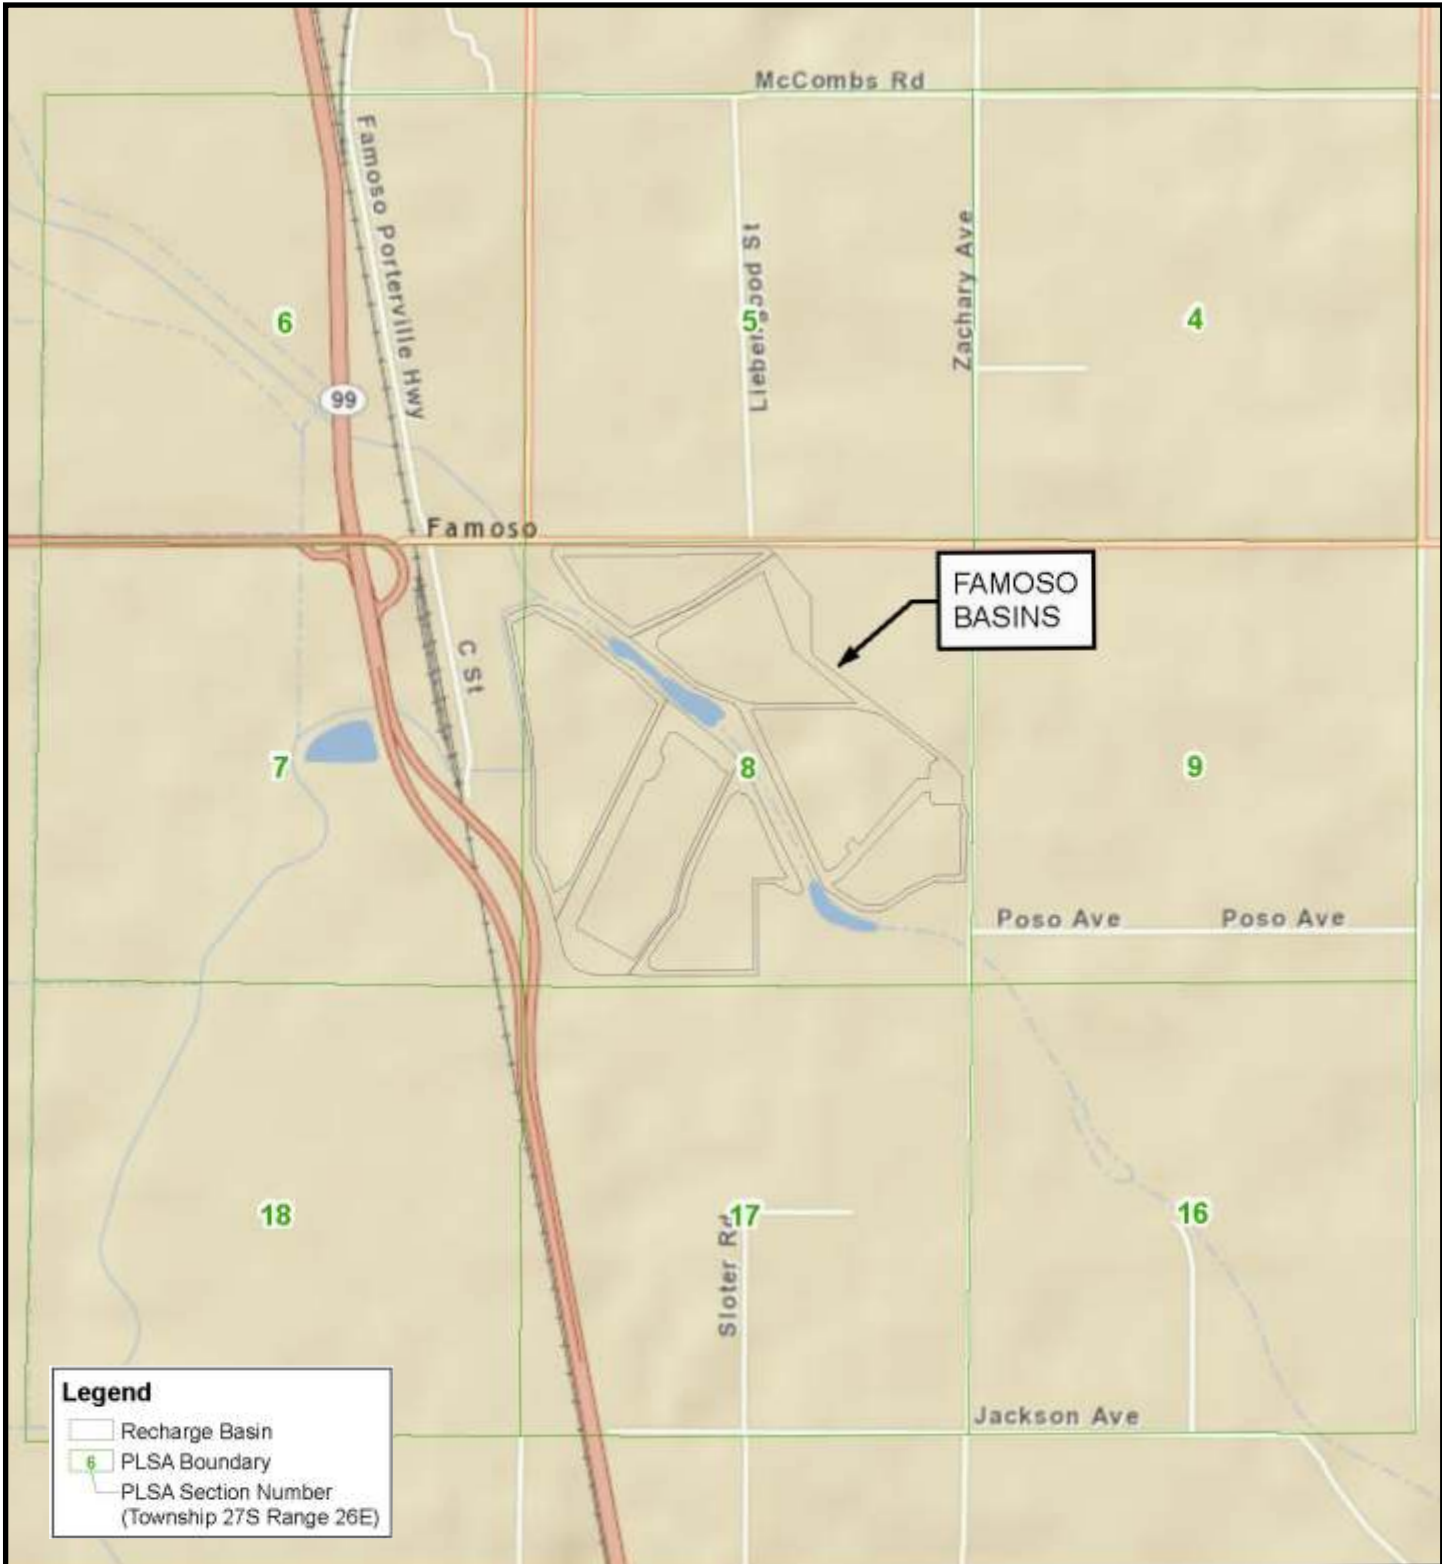 McCombs Rd
Famoso Porterville Hwy
Zachary Ave
6
5
4
99
Famoso
FAMOSO
BASINS
C St
7
8
9
Poso Ave
Poso Ave
18
17
16
Sloter Rd
Jackson Ave
Legend
Recharge Basin
6
PLSA Boundary
PLSA Section Number
(Township 27S Range 26E)